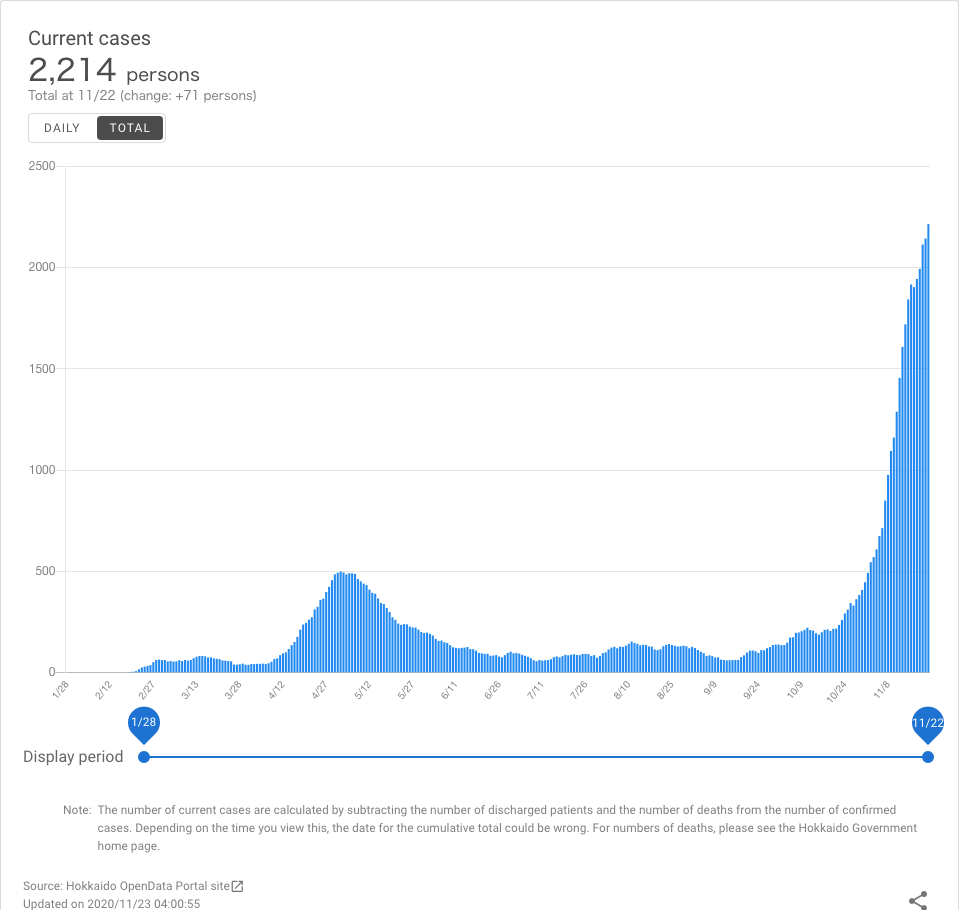 Current cases
2,214 persons
Total at 11/22 (change: +71 persons)
DAILY TOTAL
2500
2000
1500
1000
500
0
1/28 2/12 2/27 3/13 3/28 4/12 4/27 5/12 5/27 6/11 6/26 7/11 7/26 8/10 8/25 9/9 9/24 10/9 10/24 11/8
1/28 11/22
Display period
Note: The number of current cases are calculated by subtracting the number of discharged patients and the number of deaths from the number of confirmed
cases. Depending on the time you view this, the date for the cumulative total could be wrong. For numbers of deaths, please see the Hokkaido Government
home page.
Source: Hokkaido OpenData Portal site
Updated on 2020/11/23 04:00:55